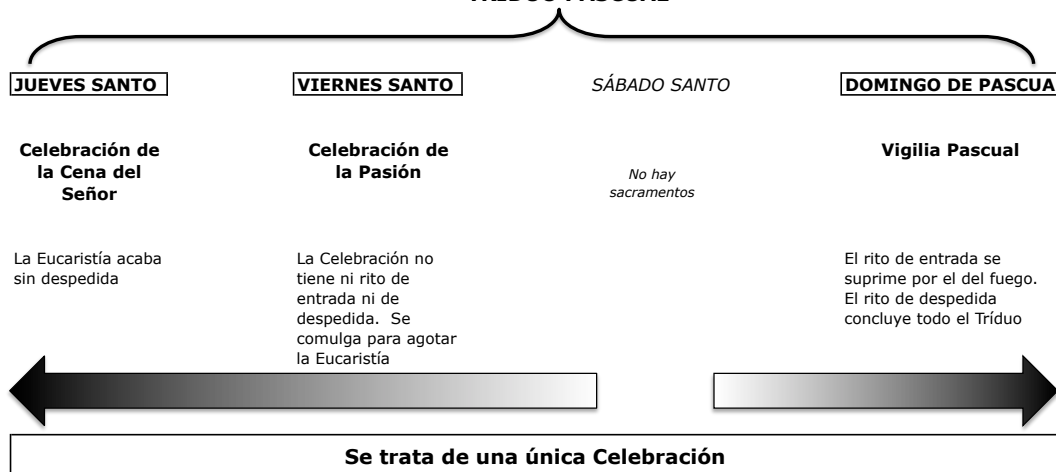 JUEVES SANTO
VIERNES SANTO
SÁBADO SANTO
DOMINGO DE PASCUA
Celebración de
la Cena del
Señor
Celebración de
la Pasión
No hay
sacramentos
Vigilia Pascual
La Eucaristía acaba
sin despedida
La Celebración no
tiene ni rito de
entrada ni de
despedida. Se
comulga para agotar
la Eucaristía
El rito de entrada se
suprime por el del fuego.
El rito de despedida
concluye todo el Tríduo
Se trata de una única Celebración